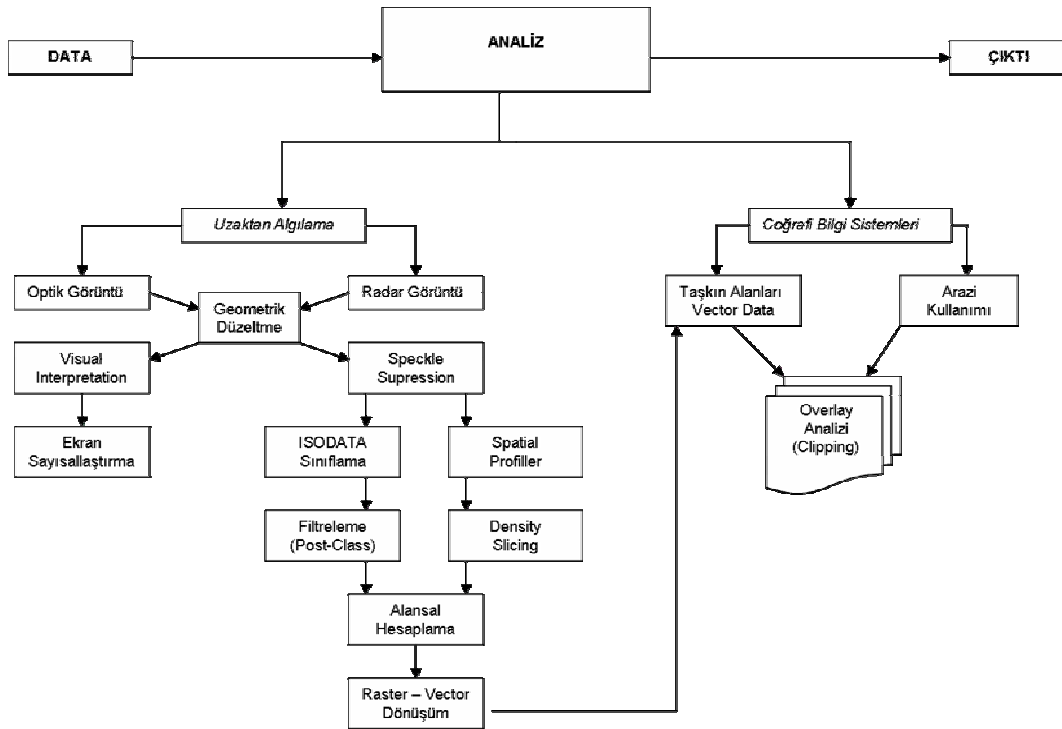 DATA
ANALİZ
ÇIKTI
Uzaktan Algılama
Coğrafi Bilgi Sistemleri
Optik Görüntü
Geometrik
Düzeltme
Radar Görüntü
Taşkın Alanları
Vector Data
Arazi
Kullanımı
Visual
Interpretation
Speckle
Supression
Ekran
Sayısallaştırma
ISODATA
Sınıflama
Spatial
Profiller
Overlay
Analizi
(Clipping)
Filtreleme
(Post-Class)
Density
Slicing
Alansal
Hesaplama
Raster – Vector
Dönüşüm